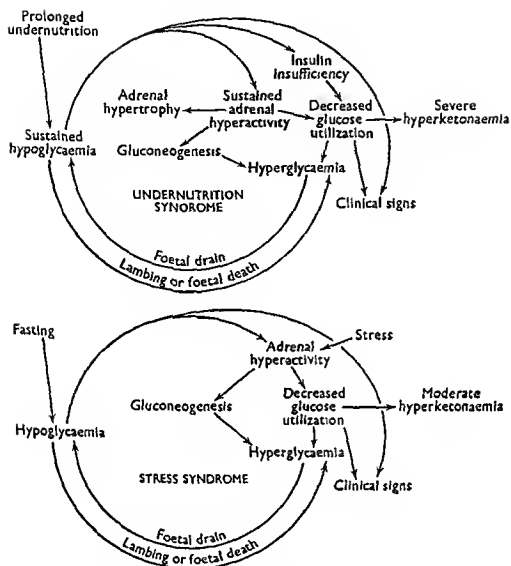 Prolonged
undernutrition
Insulin
insufficiency
Adrenal
hypertrophy
Sustained
adrenal
hyperactivity
Decreased
glucose
utilization
Severe
hyperketonaemia
Sustained
hypoglycaemia
Gluconeogenesis
Hyperglycaemia
UNDERNUTRITION
SYNDROME
Clinical signs
Foetal drain
Lambing or foetal death
Fasting
Stress
Adrenal
hyperactivity
Gluconeogenesis
Decreased
glucose
utilization
Moderate
hyperketonaemia
Hypoglycaemia
Hyperglycaemia
STRESS SYNDROME
Clinical signs
Foetal drain
Lambing or foetal death